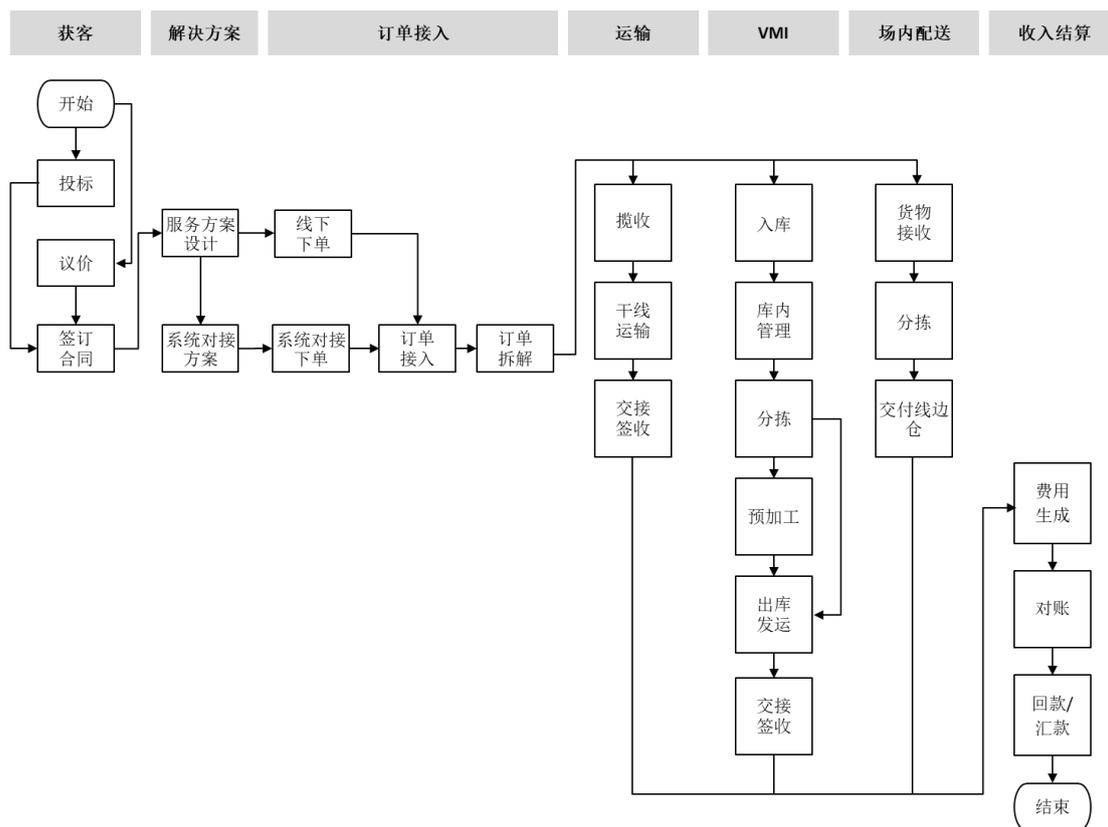 获客
解决方案
订单接入
运输
VMI
场内配送
收入结算
开始
投标
议价
签订
合同
服务方案
设计
系统对接
方案
线下
下单
系统对接
下单
订单
接入
订单
拆解
揽收
干线
运输
交接
签收
入库
库内
管理
分拣
预加工
出库
发运
交接
签收
货物
接收
分拣
交付线边
仓
费用
生成
对账
回款/
汇款
结束